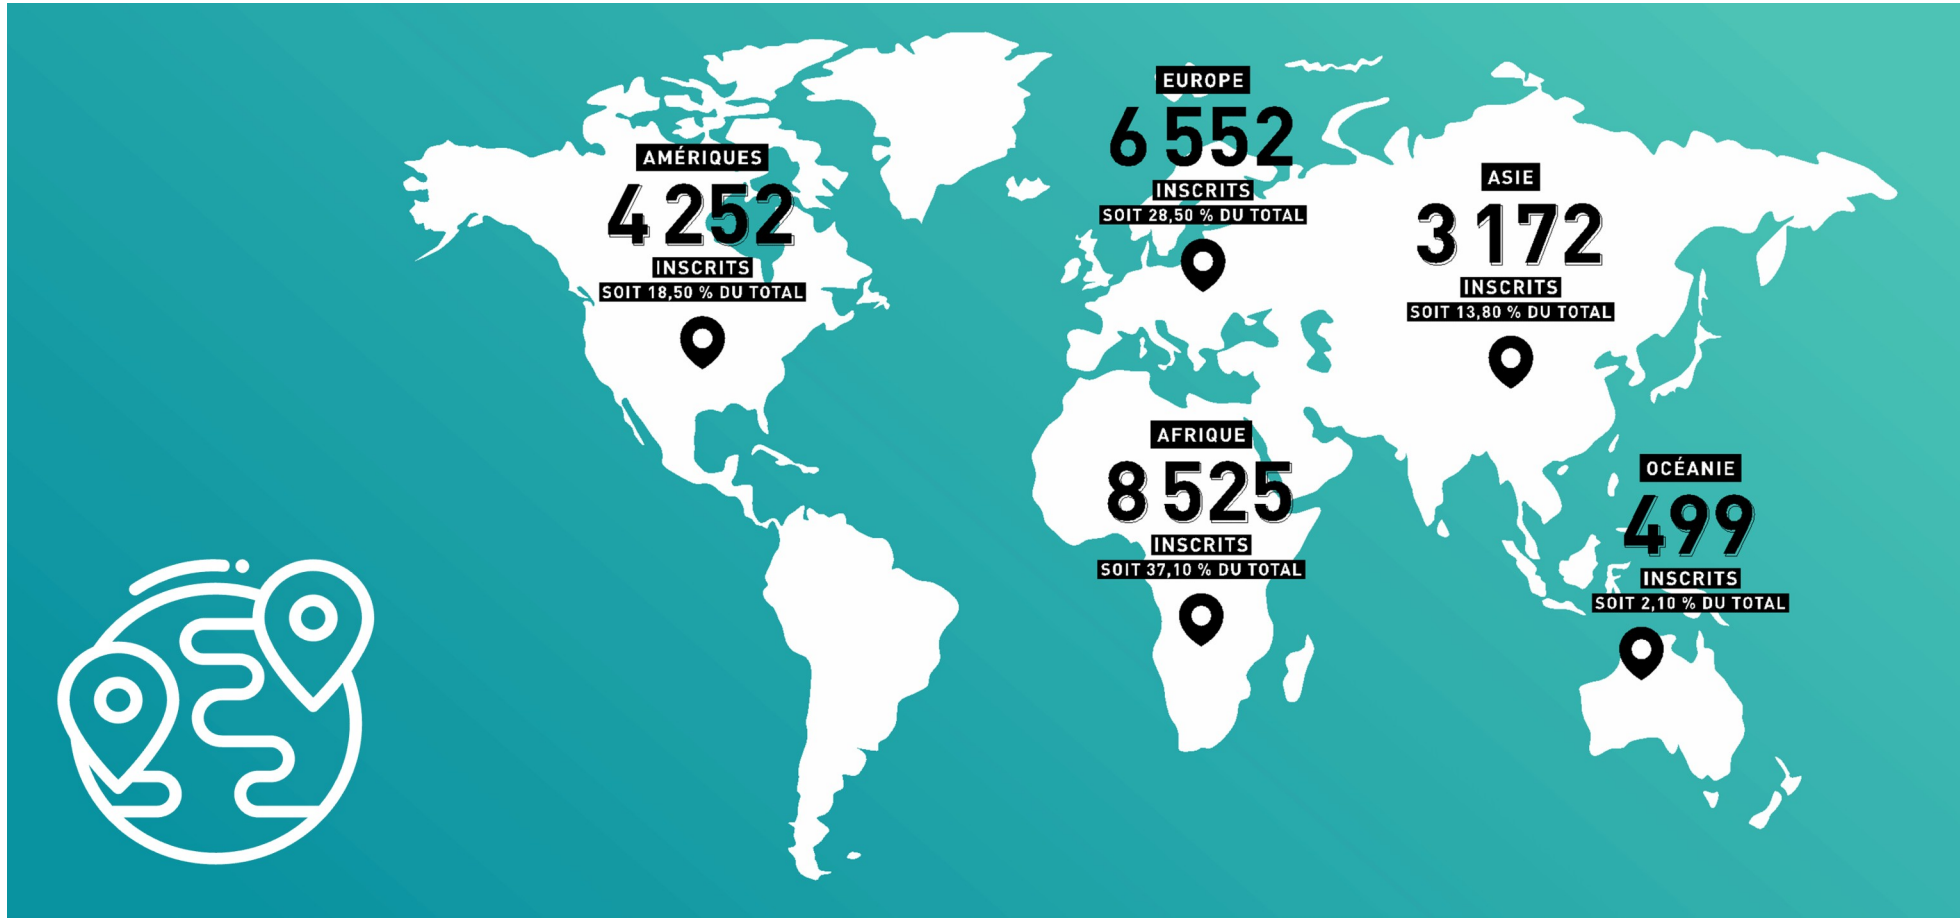 AMÉRIQUES
4 252
INSCRITS
SOIT 18,50 % DU TOTAL
EUROPE
6 552
INSCRITS
SOIT 28,50 % DU TOTAL
ASIE
3 172
INSCRITS
SOIT 13,80 % DU TOTAL
AFRIQUE
8 525
INSCRITS
SOIT 37,10 % DU TOTAL
OCÉANIE
499
INSCRITS
SOIT 2,10 % DU TOTAL